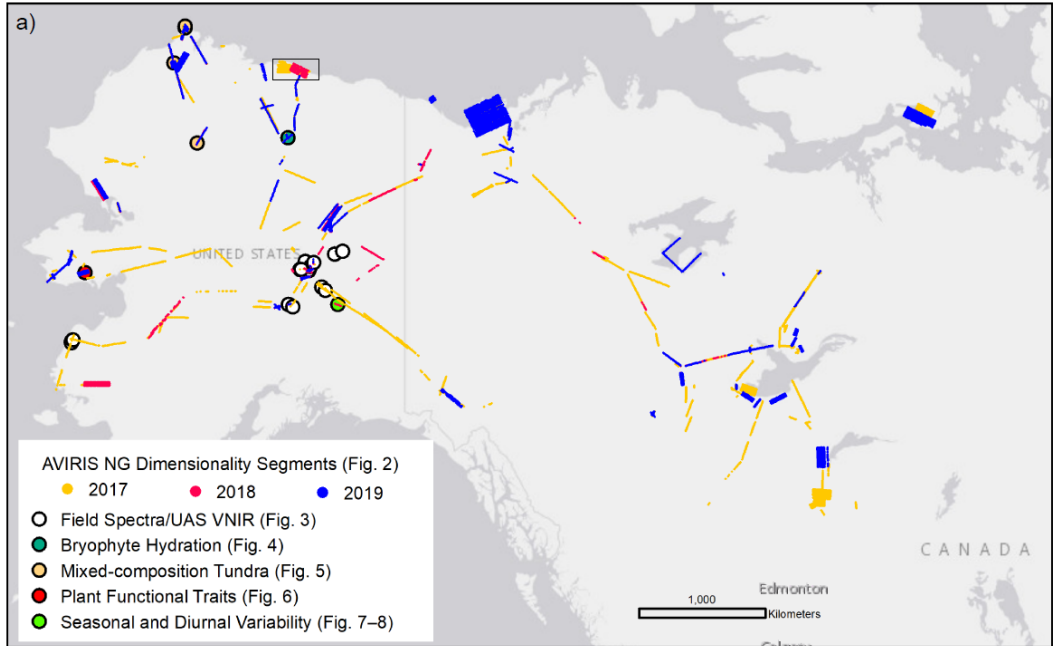 a)
UNITED STATES
AVIRIS NG Dimensionality Segments (Fig. 2)
2017 2018 2019
Field Spectra/UAS VNIR (Fig. 3)
Bryophyte Hydration (Fig. 4)
Mixed-composition Tundra (Fig. 5)
Plant Functional Traits (Fig. 6)
Seasonal and Diurnal Variability (Fig. 7–8)
CANADA
Edmonton
1,000
Kilometers
Calgary